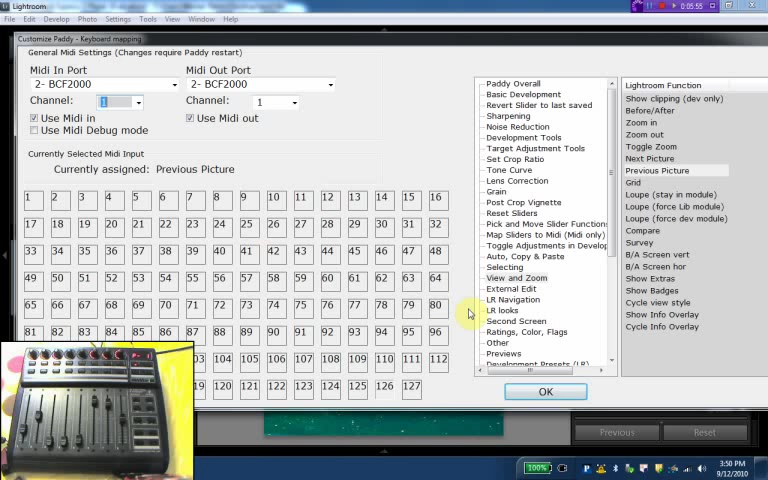 Lightroom
0:05:55
File Edit Develop Photo Settings Tools View Window Help
Customize Paddy - Keyboard mapping
General Midi Settings (Changes require Paddy restart)
Midi In Port Midi Out Port
2- BCF2000 2- BCF2000
Channel: 1 Channel: 1
Use Midi in Use Midi out
Use Midi Debug mode
Currently Selected Midi Input
Currently assigned: Previous Picture
1 2 3 4 5 6 7 8 9 10 11 12 13 14 15 16
17 18 19 20 21 22 23 24 25 26 27 28 29 30 31 32
33 34 35 36 37 38 39 40 41 42 43 44 45 46 47 48
49 50 51 52 53 54 55 56 57 58 59 60 61 62 63 64
65 66 67 68 69 70 71 72 73 74 75 76 77 78 79 80
81 82 83 84 85 86 87 88 89 90 91 92 93 94 95 96
103 104 105 106 107 108 109 110 111 112
119 120 121 122 123 124 125 126 127
Paddy Overall
Basic Development
Revert Slider to last saved
Sharpening
Noise Reduction
Development Tools
Target Adjustment Tools
Set Crop Ratio
Tone Curve
Lens Correction
Grain
Post Crop Vignette
Reset Sliders
Pick and Move Slider Functions
Map Sliders to Midi (Midi only)
Toggle Adjustments in Develop
Auto, Copy & Paste
Selecting
View and Zoom
External Edit
LR Navigation
LR looks
Second Screen
Ratings, Color, Flags
Other
Previews
Development Presets (LR)
Lightroom Function
Show clipping (dev only)
Before/After
Zoom in
Zoom out
Toggle Zoom
Next Picture
Previous Picture
Grid
Loupe (stay in module)
Loupe (force Lib module)
Loupe (force dev module)
Compare
Survey
B/A Screen vert
B/A Screen hor
Show Extras
Show Badges
Cycle view style
Show Info Overlay
Cycle Info Overlay
OK
Previous Reset
100%
3:50 PM
9/12/2010